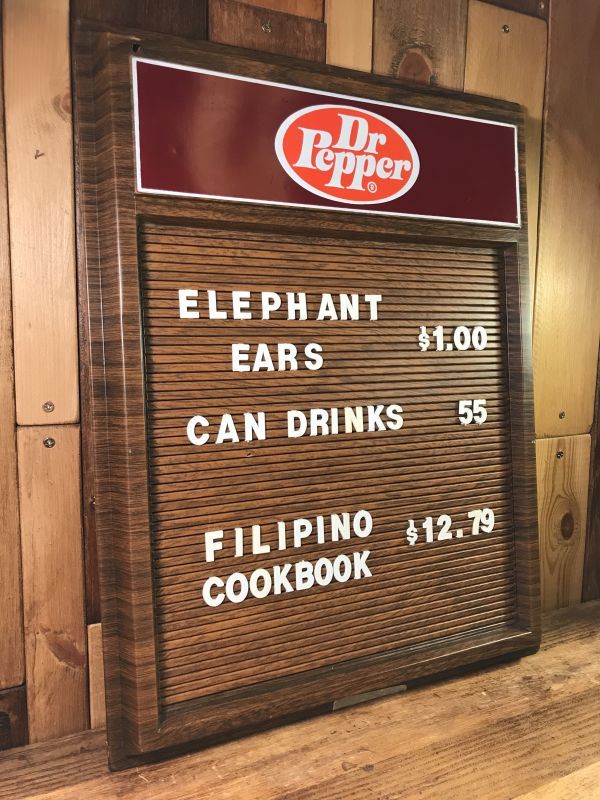 Dr
Pepper®
ELEPHANT
EARS $1.00
CAN DRINKS 55
FILIPINO $12.79
COOKBOOK